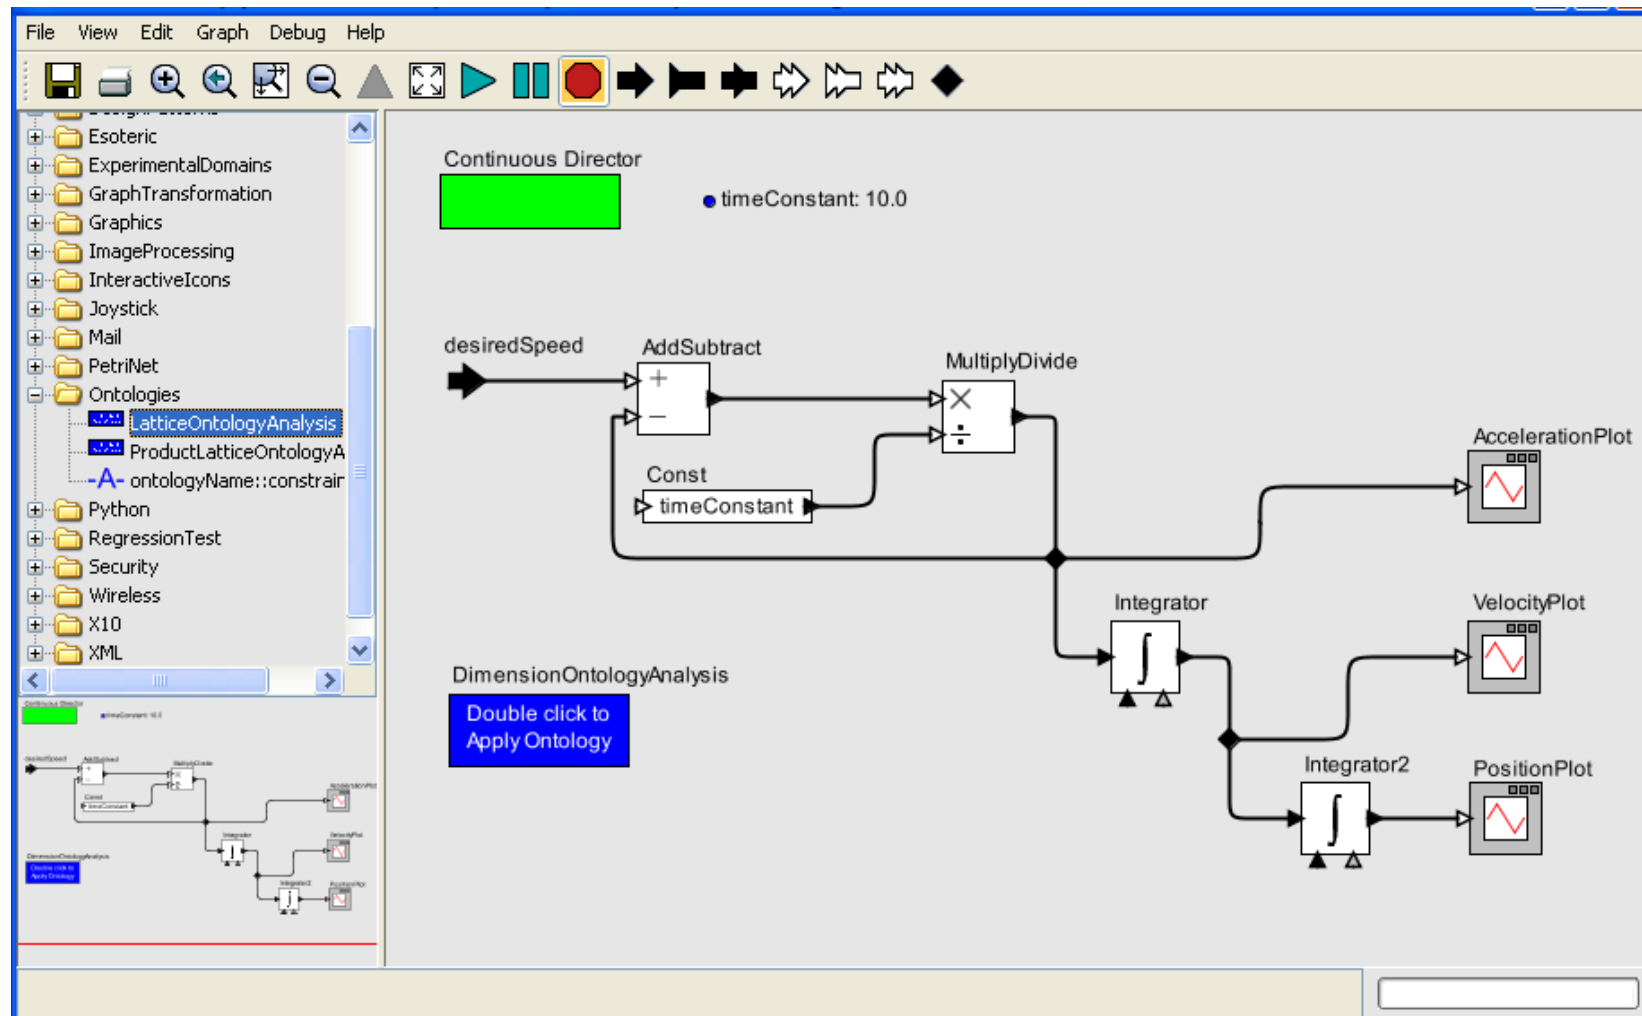 File View Edit Graph Debug Help
Esoteric
ExperimentalDomains
GraphTransformation
Graphics
ImageProcessing
InteractiveIcons
Joystick
Mail
PetriNet
Ontologies
LatticeOntologyAnalysis
ProductLatticeOntologyA
-A- ontologyName::constrain
Python
RegressionTest
Security
Wireless
X10
XML
Continuous Director
timeConstant: 10.0
desiredSpeed
AddSubtract
+
−
MultiplyDivide
×
÷
Const
timeConstant
AccelerationPlot
Integrator
∫
VelocityPlot
DimensionOntologyAnalysis
Double click to
Apply Ontology
Integrator2
∫
PositionPlot